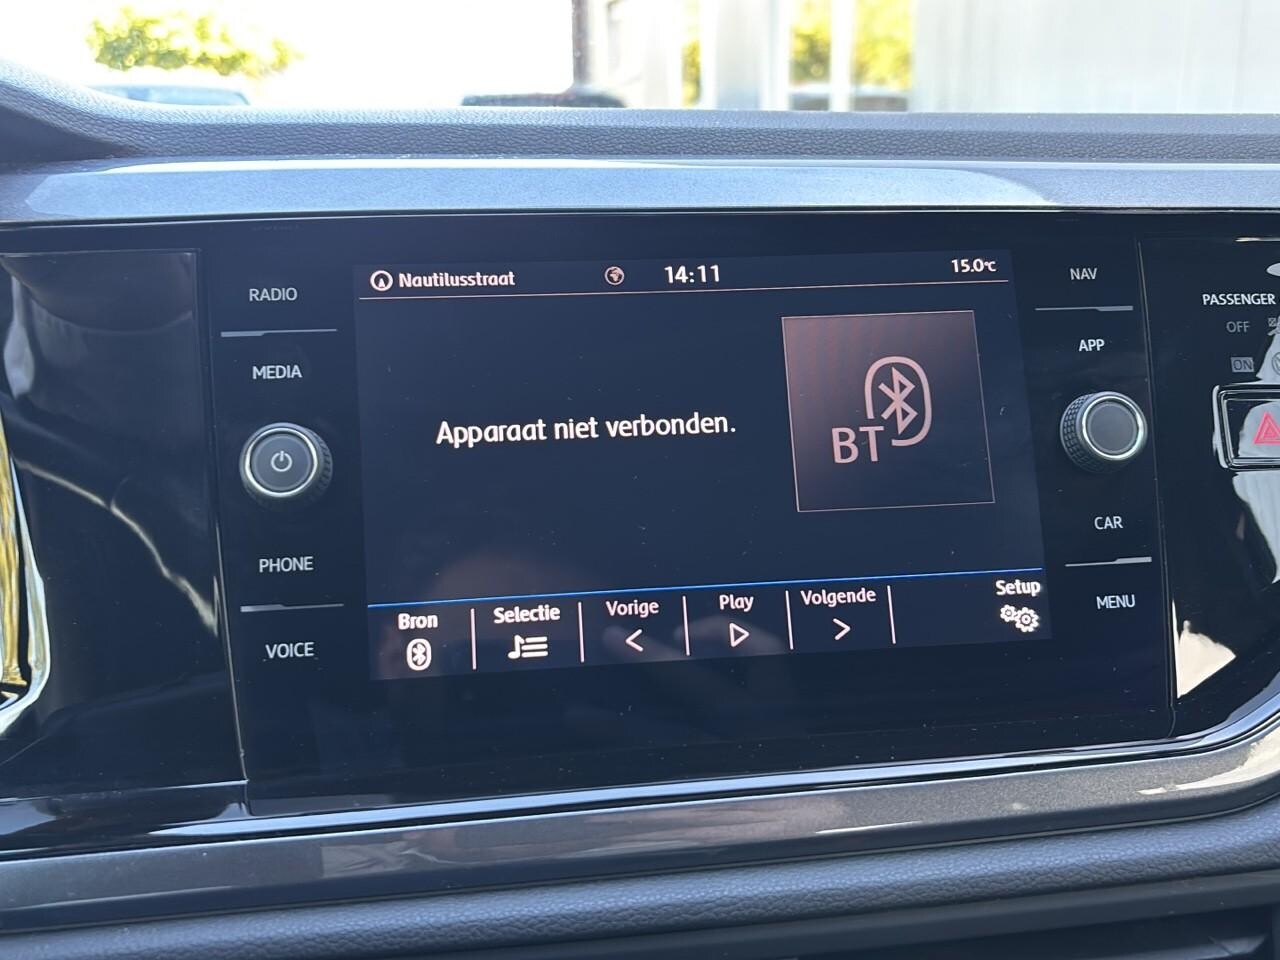 Nautilusstraat 14:11 15.0°C
RADIO
MEDIA
PHONE
VOICE
Apparaat niet verbonden.
BT
Bron
Selectie
Vorige
Play
Volgende
Setup
NAV
APP
CAR
MENU
PASSENGER
OFF
ON